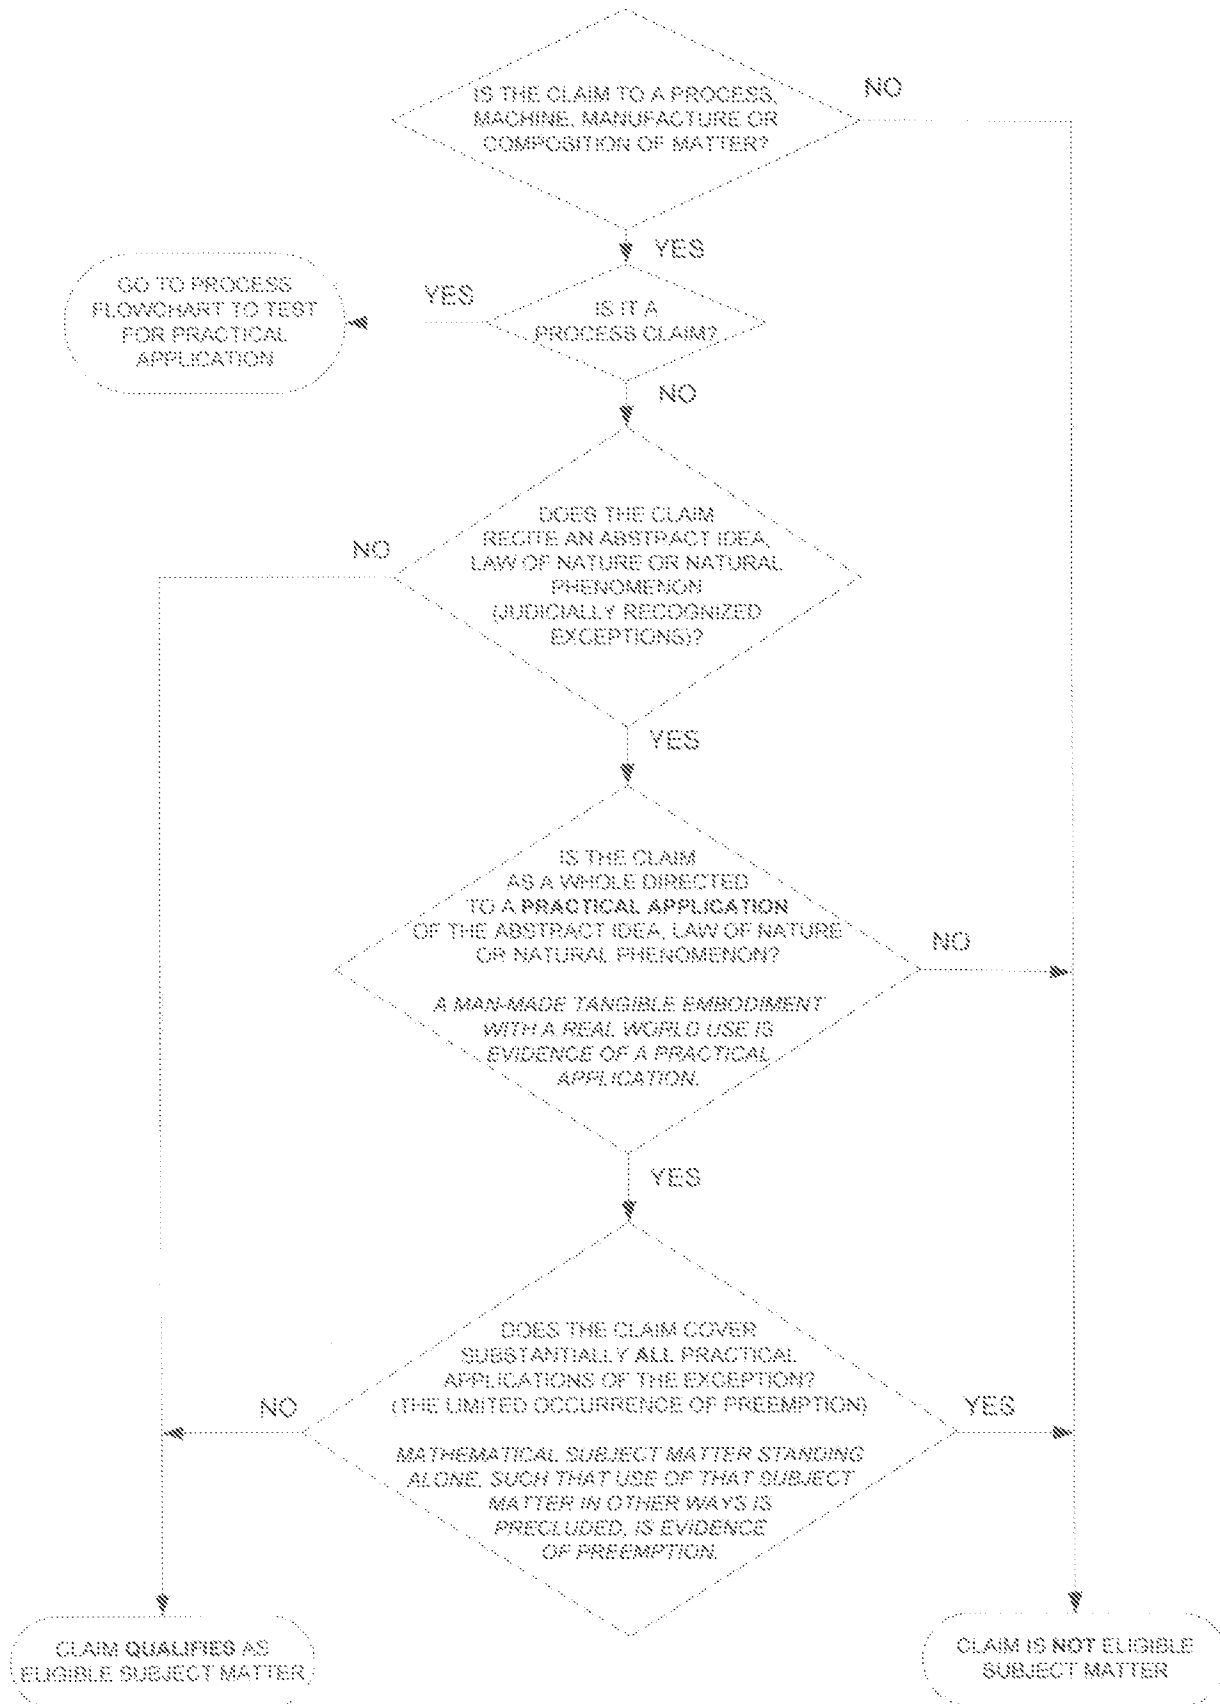 IS THE CLAIM TO A PROCESS,
MACHINE, MANUFACTURE OR
COMPOSITION OF MATTER?
NO
YES
GO TO PROCESS
FLOWCHART TO TEST
FOR PRACTICAL
APPLICATION
YES
IS IT A
PROCESS CLAIM?
NO
DOES THE CLAIM
RECITE AN ABSTRACT IDEA,
LAW OF NATURE OR NATURAL
PHENOMENON
(JUDICIALLY RECOGNIZED
EXCEPTIONS)?
NO
YES
IS THE CLAIM
AS A WHOLE DIRECTED
TO A PRACTICAL APPLICATION
OF THE ABSTRACT IDEA, LAW OF NATURE
OR NATURAL PHENOMENON?
A MAN-MADE TANGIBLE EMBODIMENT
WITH A REAL WORLD USE IS
EVIDENCE OF A PRACTICAL
APPLICATION.
NO
YES
DOES THE CLAIM COVER
SUBSTANTIALLY ALL PRACTICAL
APPLICATIONS OF THE EXCEPTION?
(THE LIMITED OCCURRENCE OF PREEMPTION)
MATHEMATICAL SUBJECT MATTER STANDING
ALONE, SUCH THAT USE OF THAT SUBJECT
MATTER IN OTHER WAYS IS
PRECLUDED, IS EVIDENCE
OF PREEMPTION.
NO
YES
CLAIM QUALIFIES AS
ELIGIBLE SUBJECT MATTER
CLAIM IS NOT ELIGIBLE
SUBJECT MATTER